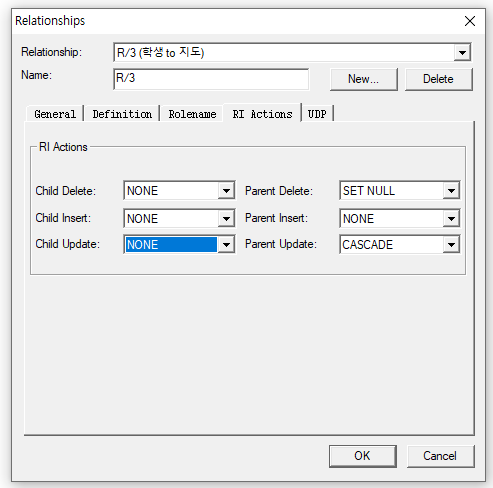 Relationships
Relationship: R/3 (학생 to 지도)
Name: R/3 New... Delete
General Definition Rolename RI Actions UDP
RI Actions
Child Delete: NONE Parent Delete: SET NULL
Child Insert: NONE Parent Insert: NONE
Child Update: NONE Parent Update: CASCADE
OK Cancel